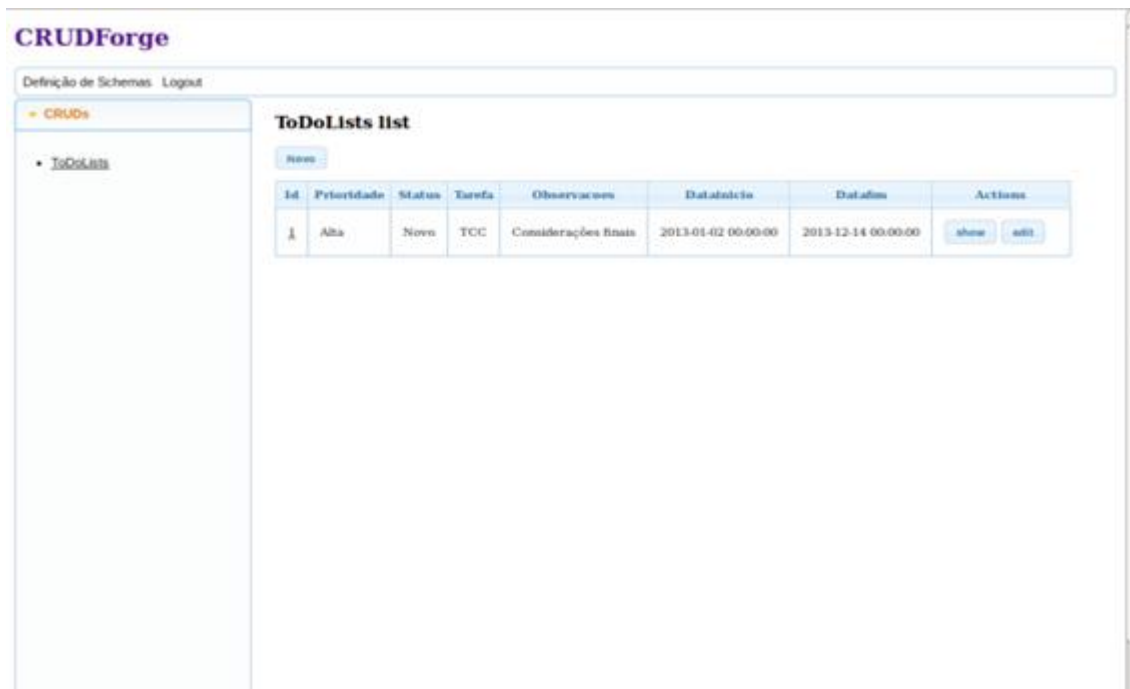 CRUDForge
Definição de Schemas Logout
CRUDs
ToDoLists
ToDoLists list
Novo
Id Prioridade Status Tarefa Observacoes DataInicio Datafim Actions
1 Alta Novo TCC Considerações finais 2013-01-02 00:00:00 2013-12-14 00:00:00 show edit